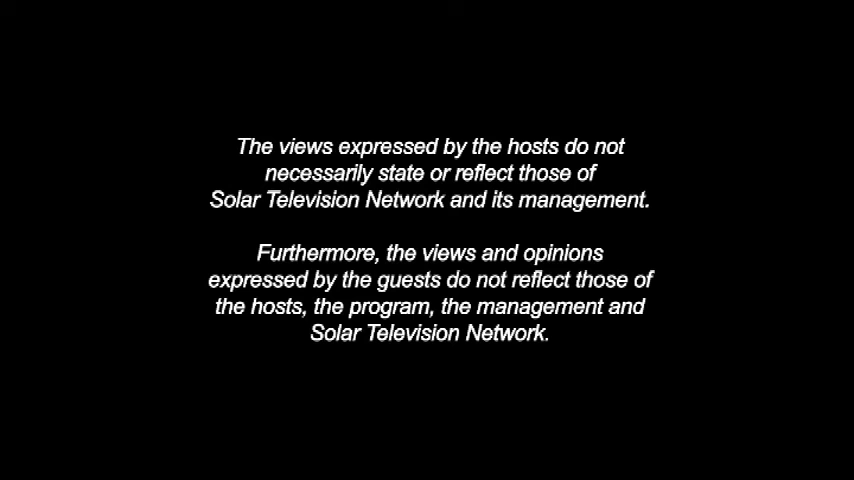 The views expressed by the hosts do not
necessarily state or reflect those of
Solar Television Network and its management.
Furthermore, the views and opinions
expressed by the guests do not reflect those of
the hosts, the program, the management and
Solar Television Network.